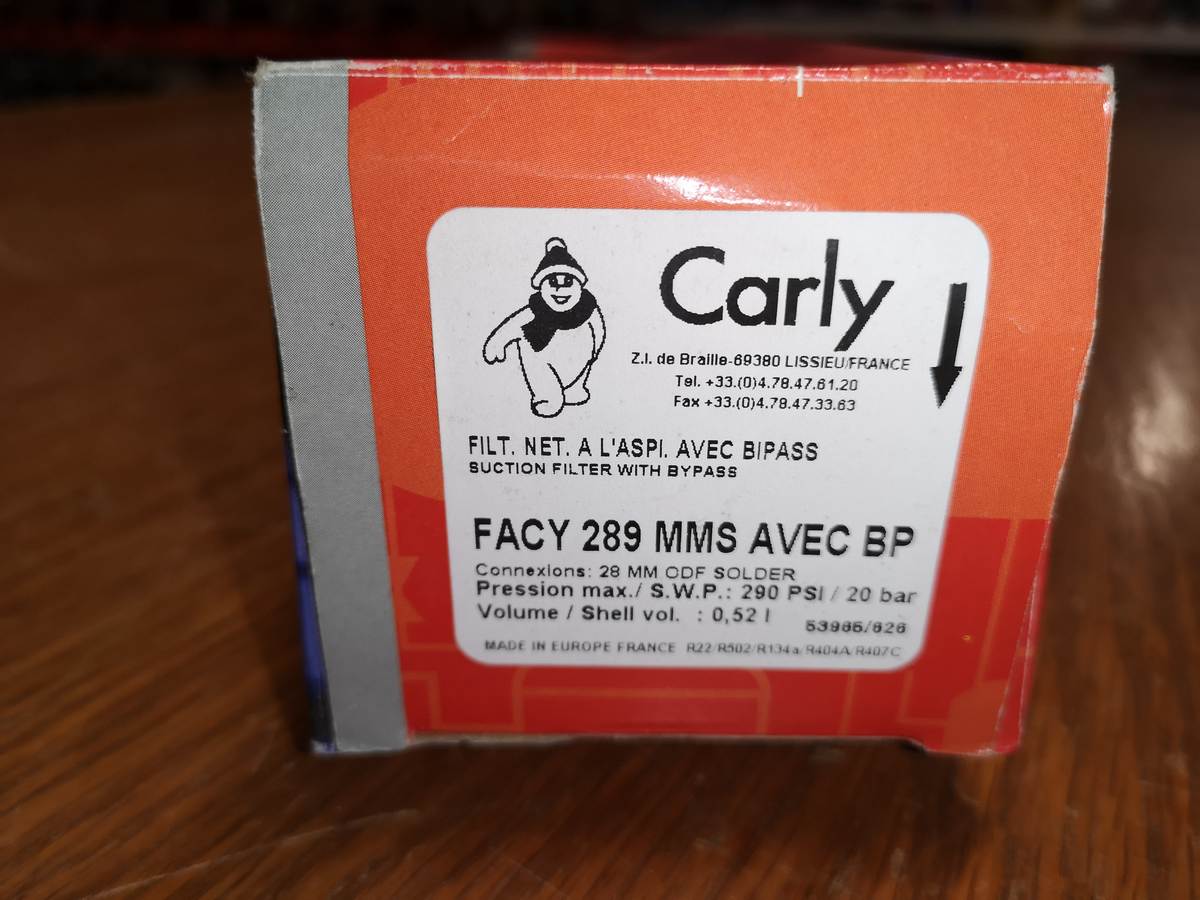 Carly
Z.I. de Braille-69380 LISSIEU/FRANCE
Tel. +33.(0)4.78.47.61.20
Fax +33.(0)4.78.47.33.63
FILT. NET. A L'ASPI. AVEC BIPASS
SUCTION FILTER WITH BYPASS
FACY 289 MMS AVEC BP
Connexions: 28 MM ODF SOLDER
Pression max./ S.W.P.: 290 PSI / 20 bar
Volume / Shell vol. : 0,52 l
53965/626
MADE IN EUROPE FRANCE R22/R502/R134a/R404A/R407C